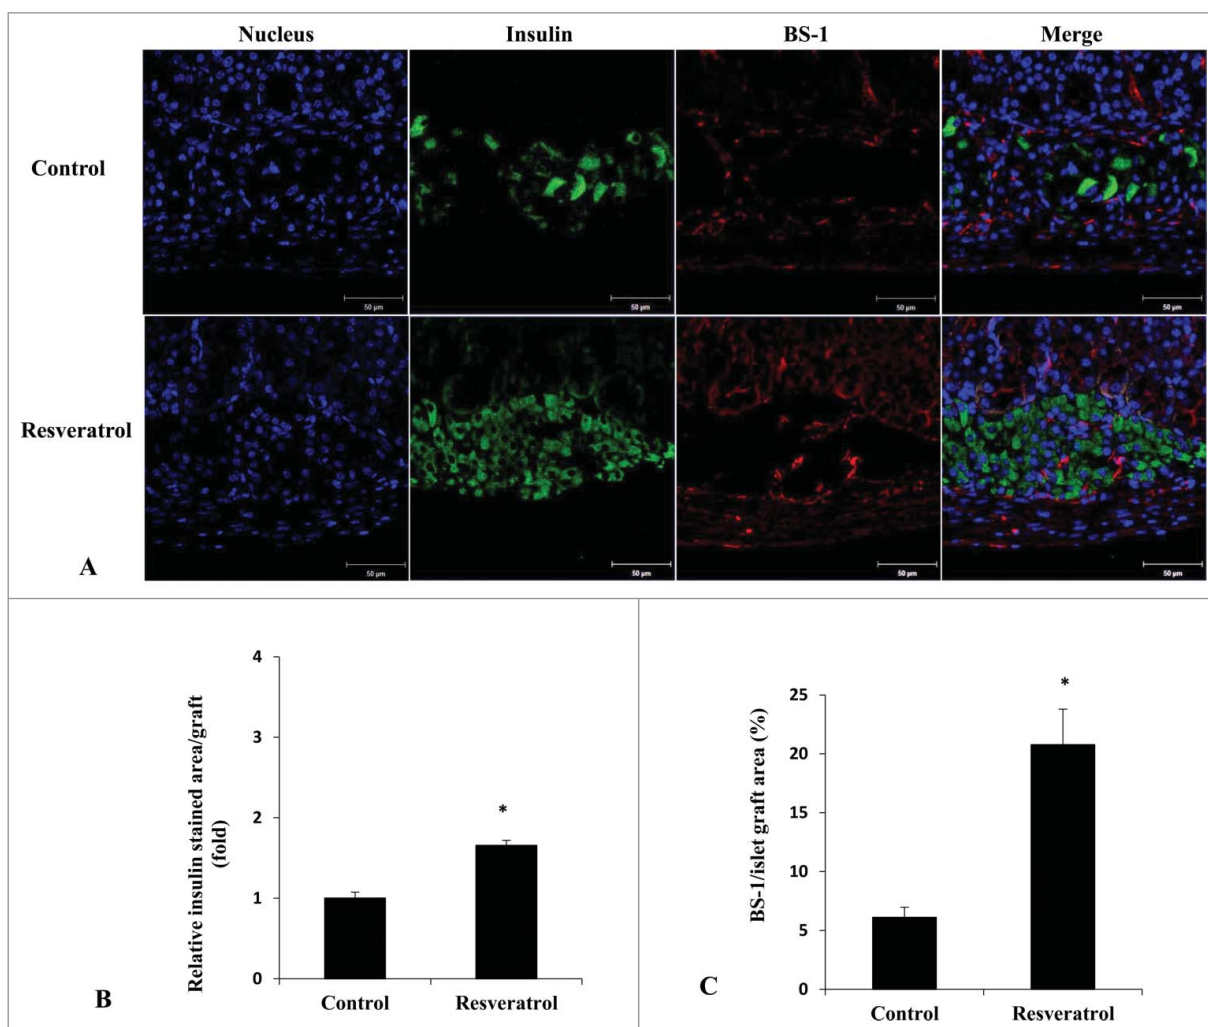 Nucleus Insulin BS-1 Merge
Control
50 µm 50 µm 50 µm 50 µm
Resveratrol
50 µm 50 µm 50 µm 50 µm
A
Relative insulin stained area/graft
(fold)
4
3
2
1
0
*
Control Resveratrol
B
BS-1/islet graft area (%)
25
20
15
10
5
0
*
Control Resveratrol
C